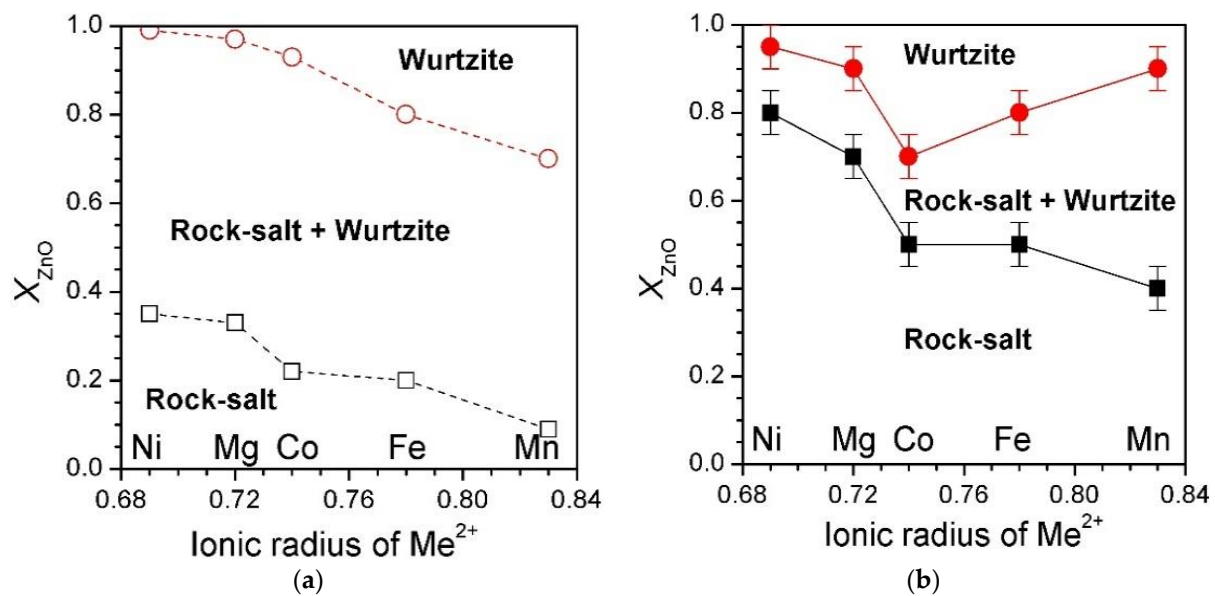 1.0
0.8
0.6
0.4
0.2
0.0
X_ZnO
Wurtzite
Rock-salt + Wurtzite
Rock-salt
Ni Mg Co Fe Mn
0.68 0.72 0.76 0.80 0.84
Ionic radius of Me²⁺
(a)
1.0
0.8
0.6
0.4
0.2
0.0
X_ZnO
Wurtzite
Rock-salt + Wurtzite
Rock-salt
Ni Mg Co Fe Mn
0.68 0.72 0.76 0.80 0.84
Ionic radius of Me²⁺
(b)